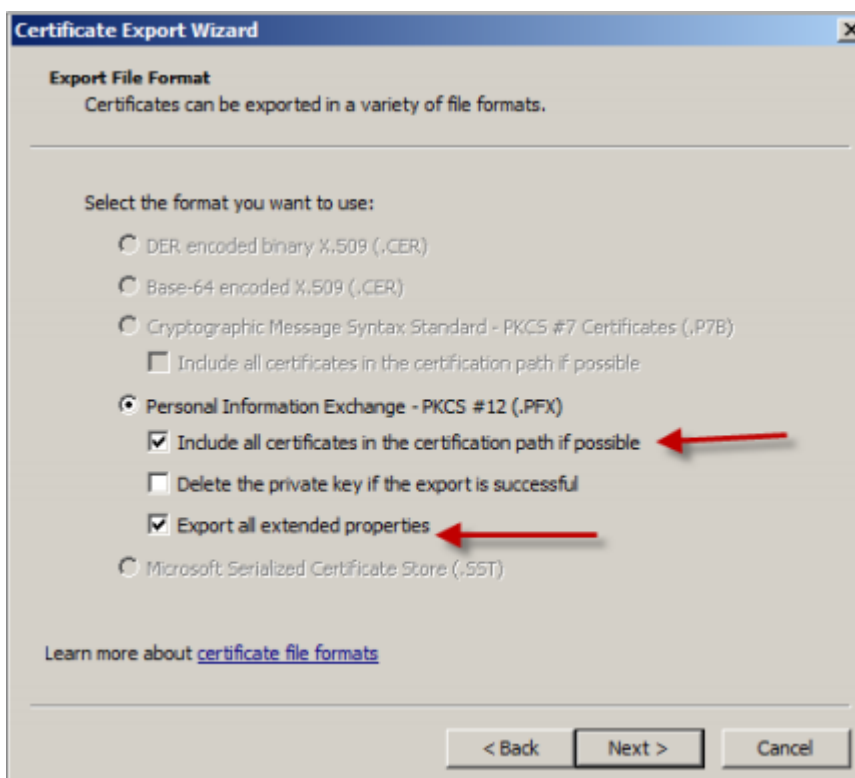 Certificate Export Wizard
Export File Format
Certificates can be exported in a variety of file formats.
Select the format you want to use:
DER encoded binary X.509 (.CER)
Base-64 encoded X.509 (.CER)
Cryptographic Message Syntax Standard - PKCS #7 Certificates (.P7B)
Include all certificates in the certification path if possible
Personal Information Exchange - PKCS #12 (.PFX)
Include all certificates in the certification path if possible
Delete the private key if the export is successful
Export all extended properties
Microsoft Serialized Certificate Store (.SST)
Learn more about certificate file formats
< Back Next > Cancel